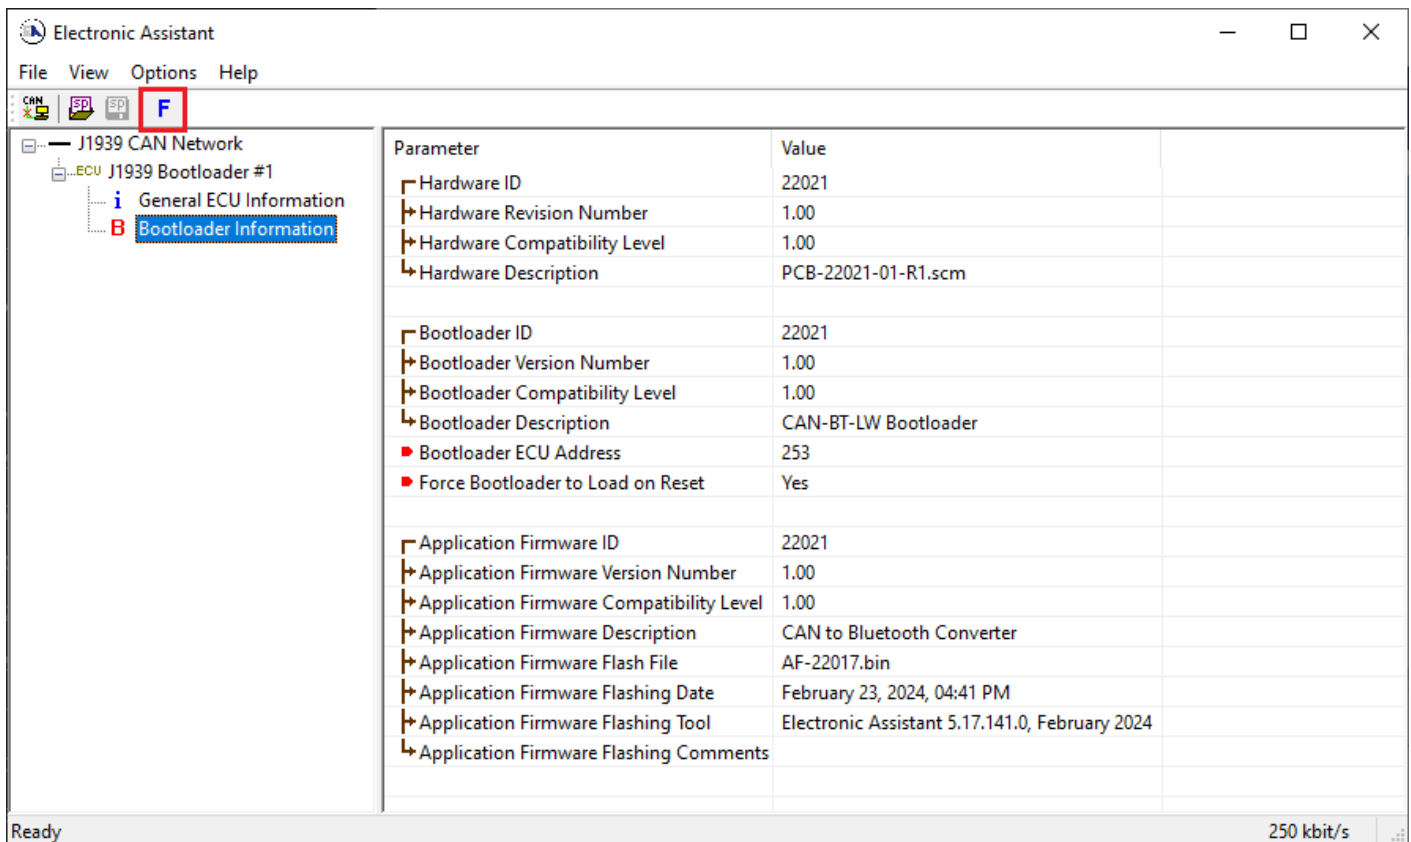 Electronic Assistant
File View Options Help
CAN SP SP F
J1939 CAN Network
ECU J1939 Bootloader #1
i General ECU Information
B Bootloader Information
Parameter Value
Hardware ID 22021
Hardware Revision Number 1.00
Hardware Compatibility Level 1.00
Hardware Description PCB-22021-01-R1.scm
Bootloader ID 22021
Bootloader Version Number 1.00
Bootloader Compatibility Level 1.00
Bootloader Description CAN-BT-LW Bootloader
Bootloader ECU Address 253
Force Bootloader to Load on Reset Yes
Application Firmware ID 22021
Application Firmware Version Number 1.00
Application Firmware Compatibility Level 1.00
Application Firmware Description CAN to Bluetooth Converter
Application Firmware Flash File AF-22017.bin
Application Firmware Flashing Date February 23, 2024, 04:41 PM
Application Firmware Flashing Tool Electronic Assistant 5.17.141.0, February 2024
Application Firmware Flashing Comments
Ready 250 kbit/s